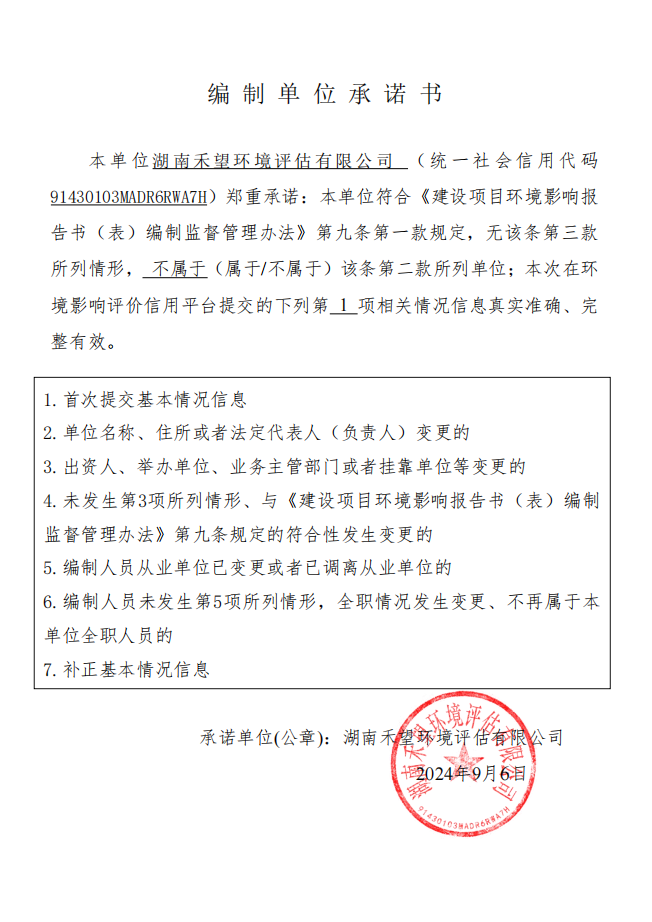 编制单位承诺书
本单位湖南禾望环境评估有限公司（统一社会信用代码
91430103MADR6RWA7H）郑重承诺：本单位符合《建设项目环境影响报
告书（表）编制监督管理办法》第九条第一款规定，无该条第三款
所列情形，不属于（属于/不属于）该条第二款所列单位；本次在环
境影响评价信用平台提交的下列第1项相关情况信息真实准确、完
整有效。
1. 首次提交基本情况信息
2. 单位名称、住所或者法定代表人（负责人）变更的
3. 出资人、举办单位、业务主管部门或者挂靠单位等变更的
4. 未发生第3项所列情形、与《建设项目环境影响报告书（表）编制
监督管理办法》第九条规定的符合性发生变更的
5. 编制人员从业单位已变更或者已调离从业单位的
6. 编制人员未发生第5项所列情形，全职情况发生变更、不再属于本
单位全职人员的
7. 补正基本情况信息
承诺单位(公章)：湖南禾望环境评估有限公司
2024年9月6日
湖南禾望环境评估有限公司
91430103MADR6RWA7H